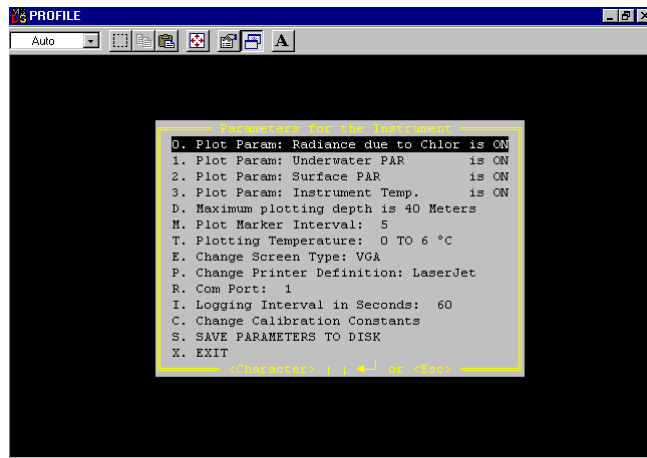 PROFILE
Auto
A
Parameters for the Instrument
0. Plot Param: Radiance due to Chlor is ON
1. Plot Param: Underwater PAR is ON
2. Plot Param: Surface PAR is ON
3. Plot Param: Instrument Temp. is ON
D. Maximum plotting depth is 40 Meters
M. Plot Marker Interval: 5
T. Plotting Temperature: 0 TO 6 °C
E. Change Screen Type: VGA
P. Change Printer Definition: LaserJet
R. Com Port: 1
I. Logging Interval in Seconds: 60
C. Change Calibration Constants
S. SAVE PARAMETERS TO DISK
X. EXIT
<Character> ↑ ↓ ◄┘ or <Esc>